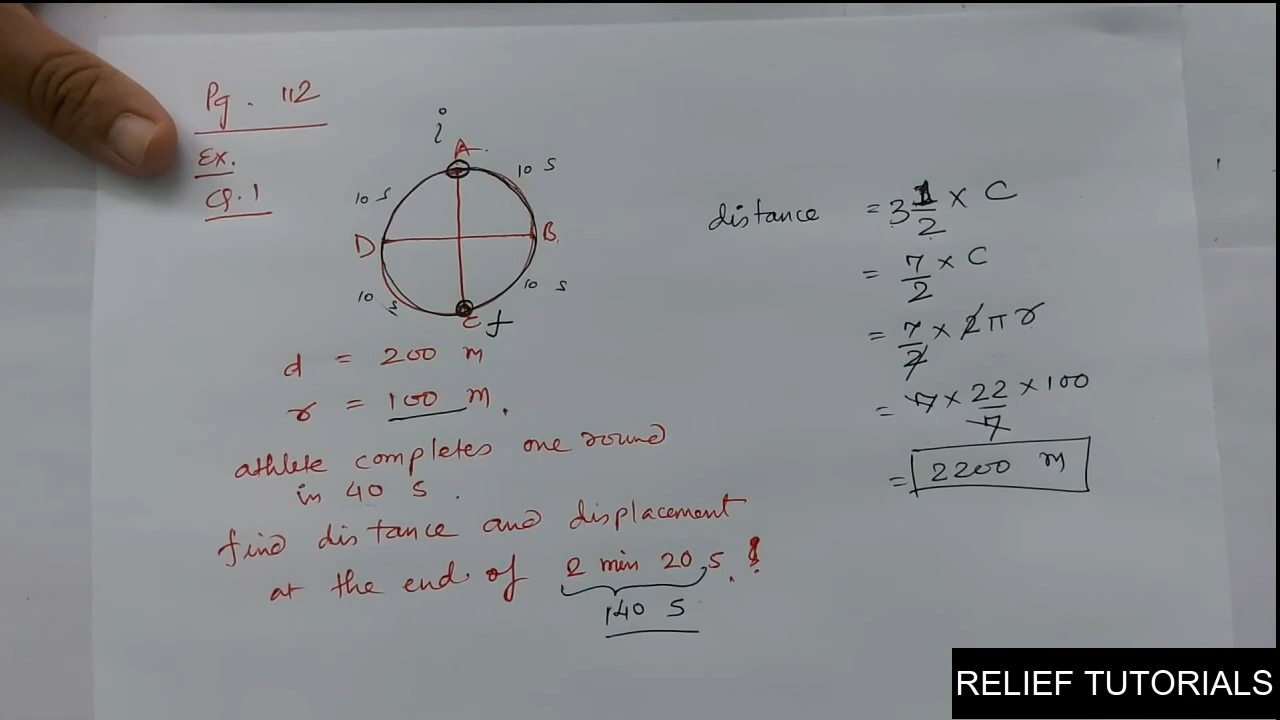 Pg. 112
Ex.
Q.1
i
A.
10 S
10 S
D
B
10 S
10 S
C f
d = 200 m
r = 100 m.
athlete completes one round
in 40 S.
find distance and displacement
at the end of 2 min 20 S.!
140 S
distance = 3 1/2 × C
= 7/2 × C
= 7/2 × 2πr
= 7 × 22/7 × 100
= 2200 m
RELIEF TUTORIALS